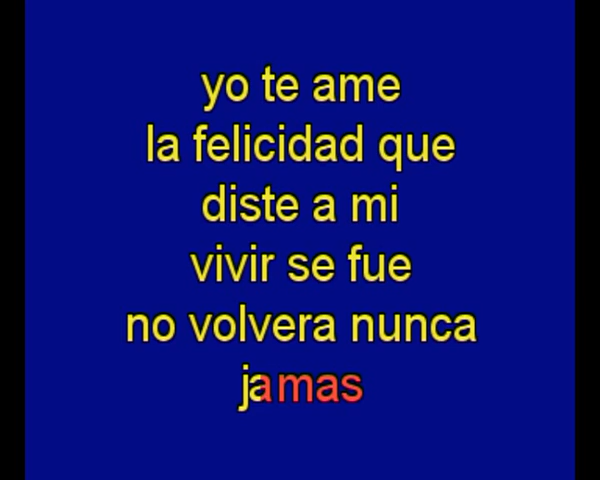 yo te ame
la felicidad que
diste a mi
vivir se fue
no volvera nunca
jamas